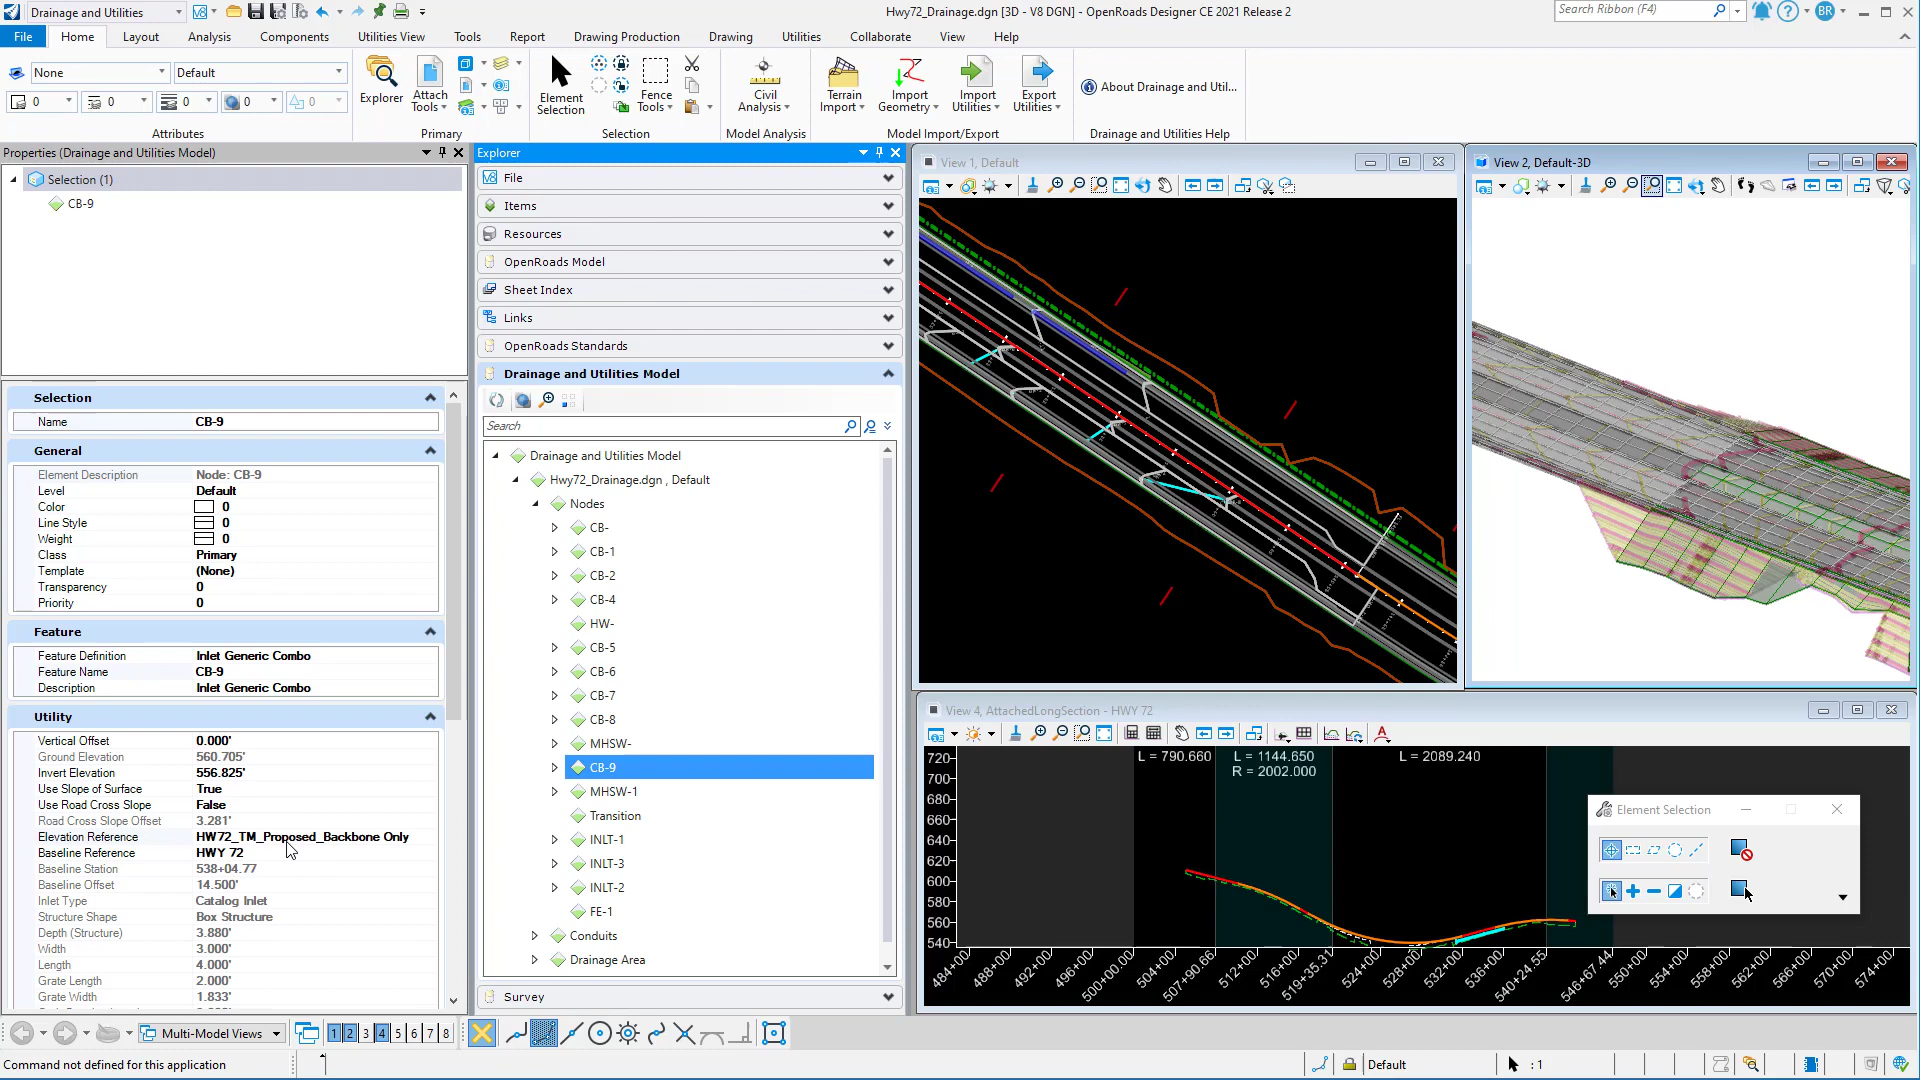 Drainage and Utilities
Hwy72_Drainage.dgn [3D - V8 DGN] - OpenRoads Designer CE 2021 Release 2
Search Ribbon (F4)
BR
File Home Layout Analysis Components Utilities View Tools Report Drawing Production Drawing Utilities Collaborate View Help
None Default
0 0 0 0 0
Explorer
Attach Tools
Element Selection
Fence Tools
Civil Analysis
Terrain Import
Import Geometry
Import Utilities
Export Utilities
About Drainage and Util...
Attributes Primary Selection Model Analysis Model Import/Export Drainage and Utilities Help
Properties (Drainage and Utilities Model)
Selection (1)
CB-9
Selection
Name CB-9
General
Element Description Node: CB-9
Level Default
Color 0
Line Style 0
Weight 0
Class Primary
Template (None)
Transparency 0
Priority 0
Feature
Feature Definition Inlet Generic Combo
Feature Name CB-9
Description Inlet Generic Combo
Utility
Vertical Offset 0.000'
Ground Elevation 560.705'
Invert Elevation 556.825'
Use Slope of Surface True
Use Road Cross Slope False
Road Cross Slope Offset 3.281'
Elevation Reference HW72_TM_Proposed_Backbone Only
Baseline Reference HWY 72
Baseline Station 538+04.77
Baseline Offset 14.500'
Inlet Type Catalog Inlet
Structure Shape Box Structure
Depth (Structure) 3.880'
Width 3.000'
Length 4.000'
Grate Length 2.000'
Grate Width 1.833'
Explorer
File
Items
Resources
OpenRoads Model
Sheet Index
Links
OpenRoads Standards
Drainage and Utilities Model
Search
Drainage and Utilities Model
Hwy72_Drainage.dgn , Default
Nodes
CB-
CB-1
CB-2
CB-4
HW-
CB-5
CB-6
CB-7
CB-8
MHSW-
CB-9
MHSW-1
Transition
INLT-1
INLT-3
INLT-2
FE-1
Conduits
Drainage Area
Survey
View 1, Default
View 2, Default-3D
View 4, AttachedLongSection - HWY 72
L = 790.660
L = 1144.650
R = 2002.000
L = 2089.240
720
700
680
660
640
620
600
580
560
540
484+00 488+00 492+00 496+00 500+00.00 504+00 507+90.66 512+00 516+00 519+35.31 524+00 528+00 532+00 536+00 540+24.55 546+67.44 550+00 554+00 558+00 562+00 566+00 570+00 574+00
Element Selection
Multi-Model Views 1 2 3 4 5 6 7 8
Command not defined for this application
Default
: 1